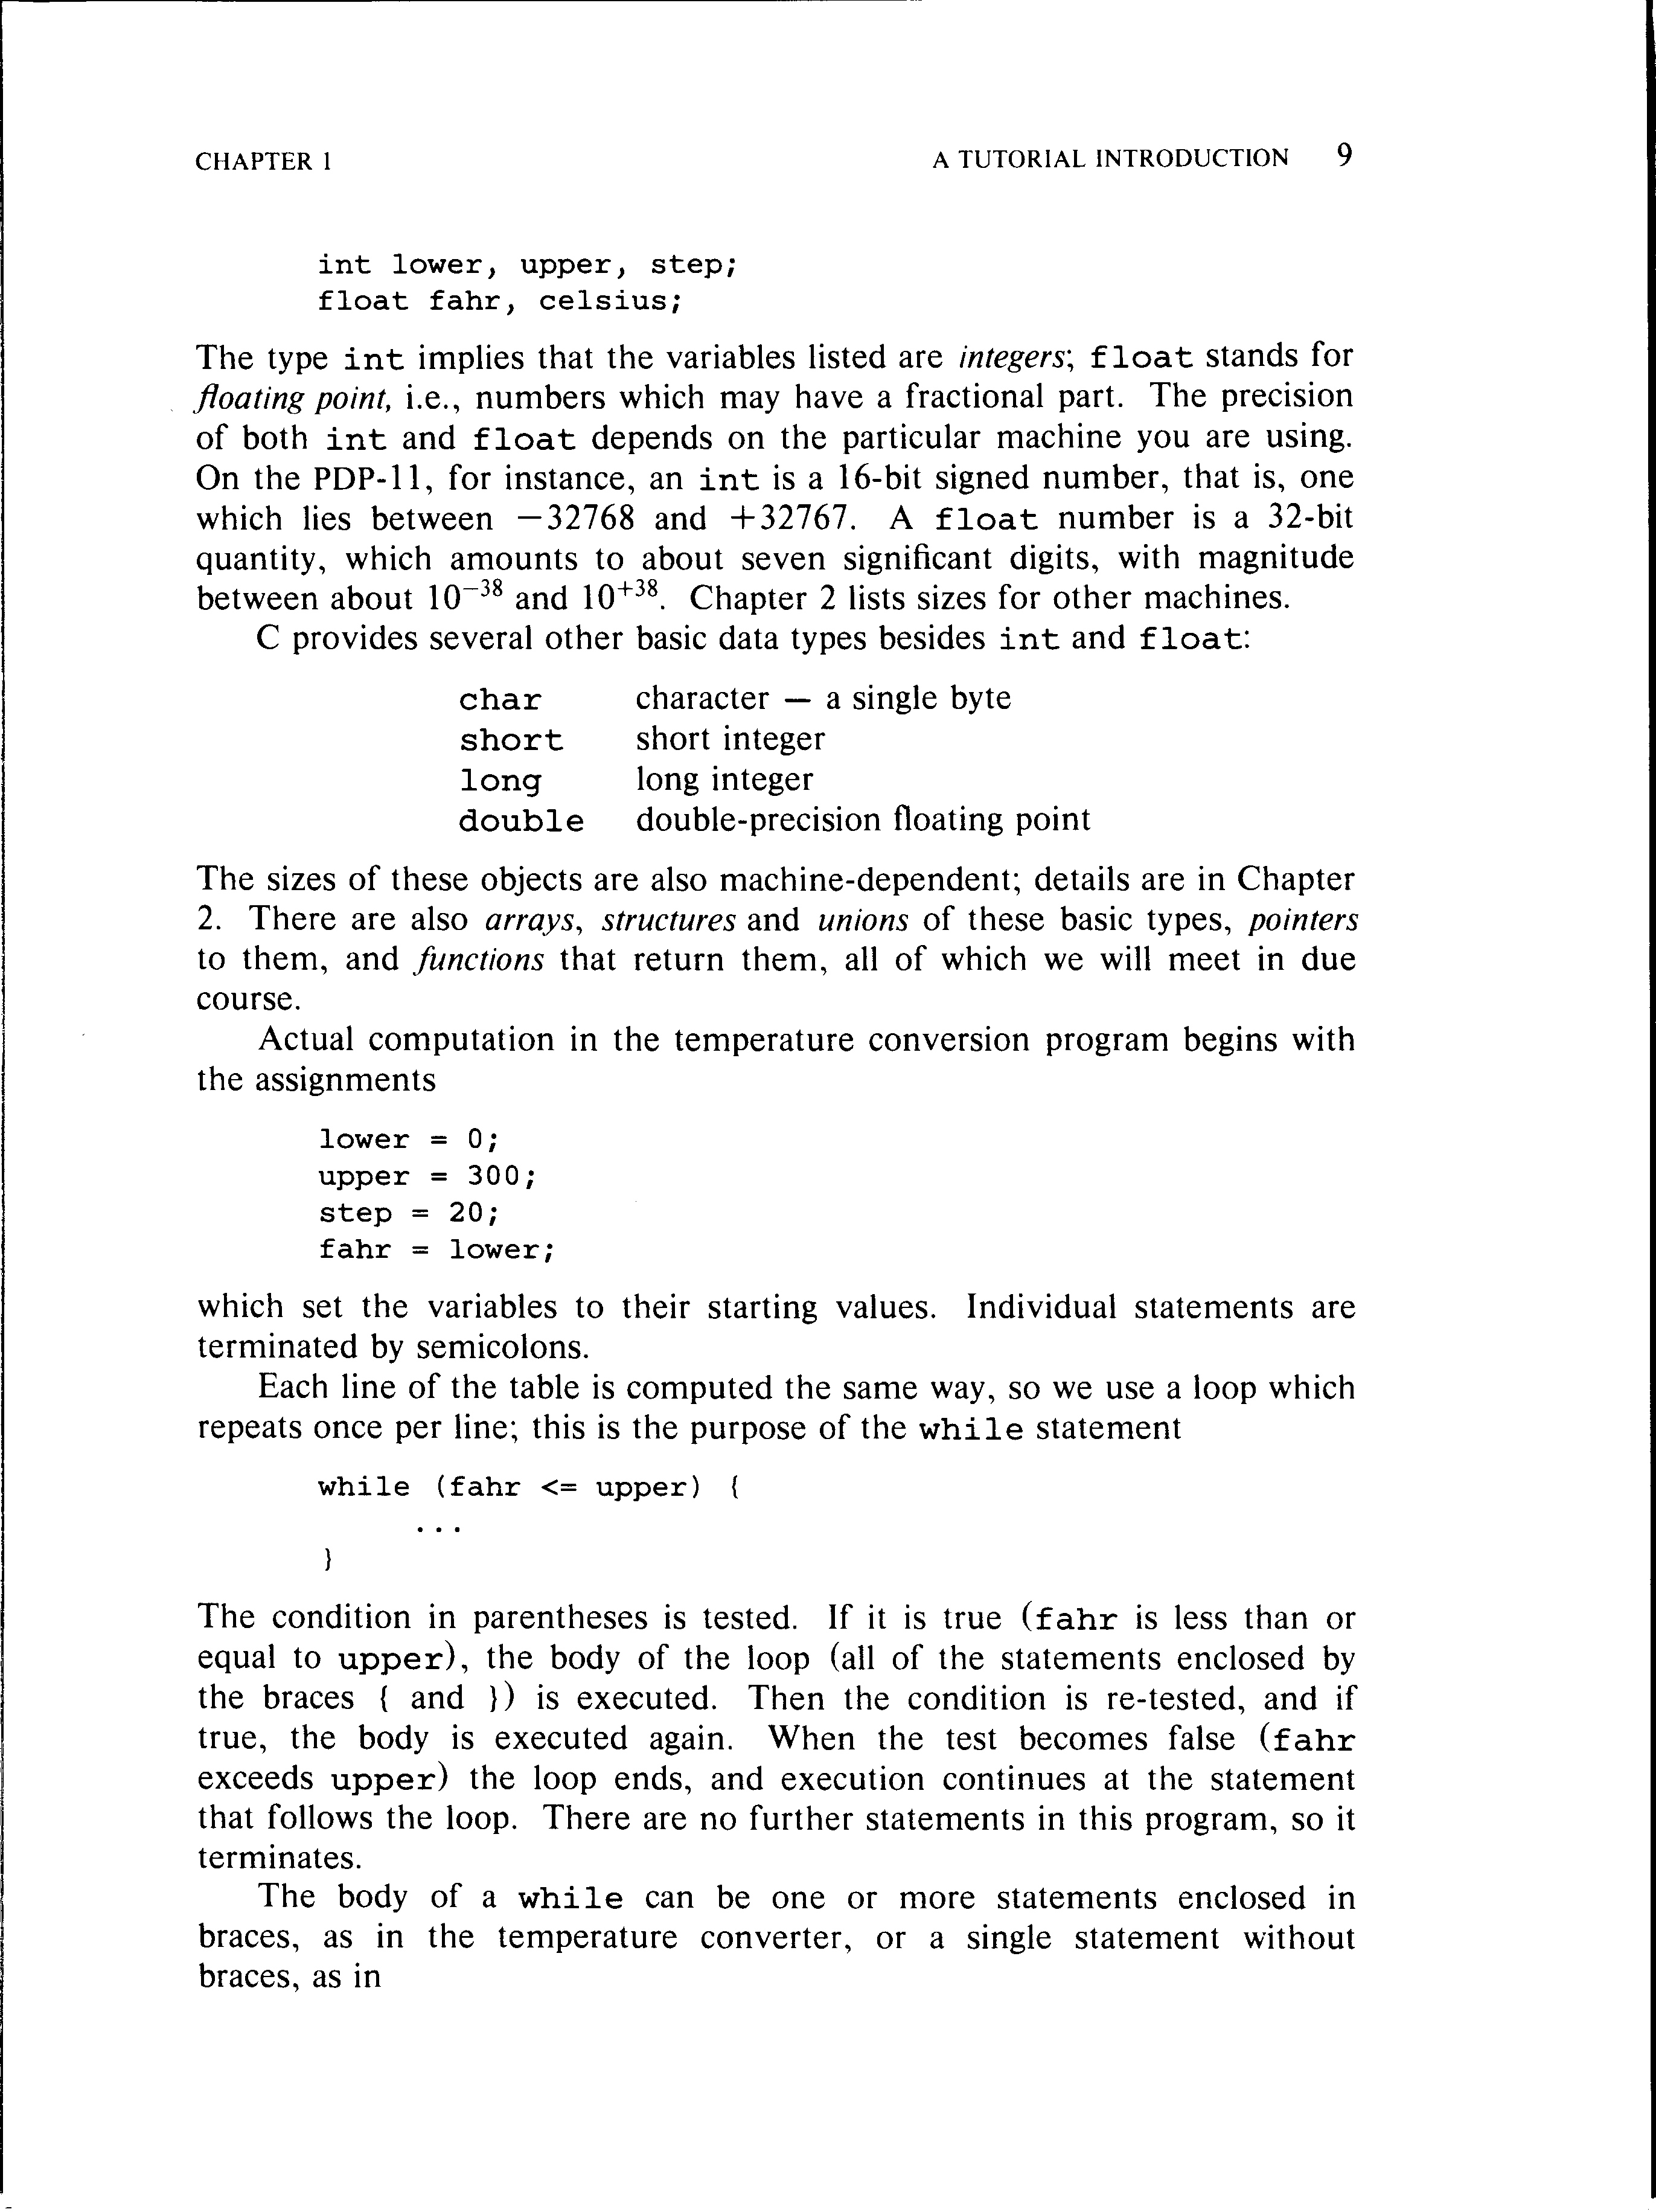 CHAPTER 1 A TUTORIAL INTRODUCTION 9
int lower, upper, step;
float fahr, celsius;
The type int implies that the variables listed are integers; float stands for
floating point, i.e., numbers which may have a fractional part. The precision
of both int and float depends on the particular machine you are using.
On the PDP-11, for instance, an int is a 16-bit signed number, that is, one
which lies between −32768 and +32767. A float number is a 32-bit
quantity, which amounts to about seven significant digits, with magnitude
between about 10⁻³⁸ and 10⁺³⁸. Chapter 2 lists sizes for other machines.
C provides several other basic data types besides int and float:
char character — a single byte
short short integer
long long integer
double double-precision floating point
The sizes of these objects are also machine-dependent; details are in Chapter
2. There are also arrays, structures and unions of these basic types, pointers
to them, and functions that return them, all of which we will meet in due
course.
Actual computation in the temperature conversion program begins with
the assignments
lower = 0;
upper = 300;
step = 20;
fahr = lower;
which set the variables to their starting values. Individual statements are
terminated by semicolons.
Each line of the table is computed the same way, so we use a loop which
repeats once per line; this is the purpose of the while statement
while (fahr <= upper) {
...
}
The condition in parentheses is tested. If it is true (fahr is less than or
equal to upper), the body of the loop (all of the statements enclosed by
the braces { and }) is executed. Then the condition is re-tested, and if
true, the body is executed again. When the test becomes false (fahr
exceeds upper) the loop ends, and execution continues at the statement
that follows the loop. There are no further statements in this program, so it
terminates.
The body of a while can be one or more statements enclosed in
braces, as in the temperature converter, or a single statement without
braces, as in